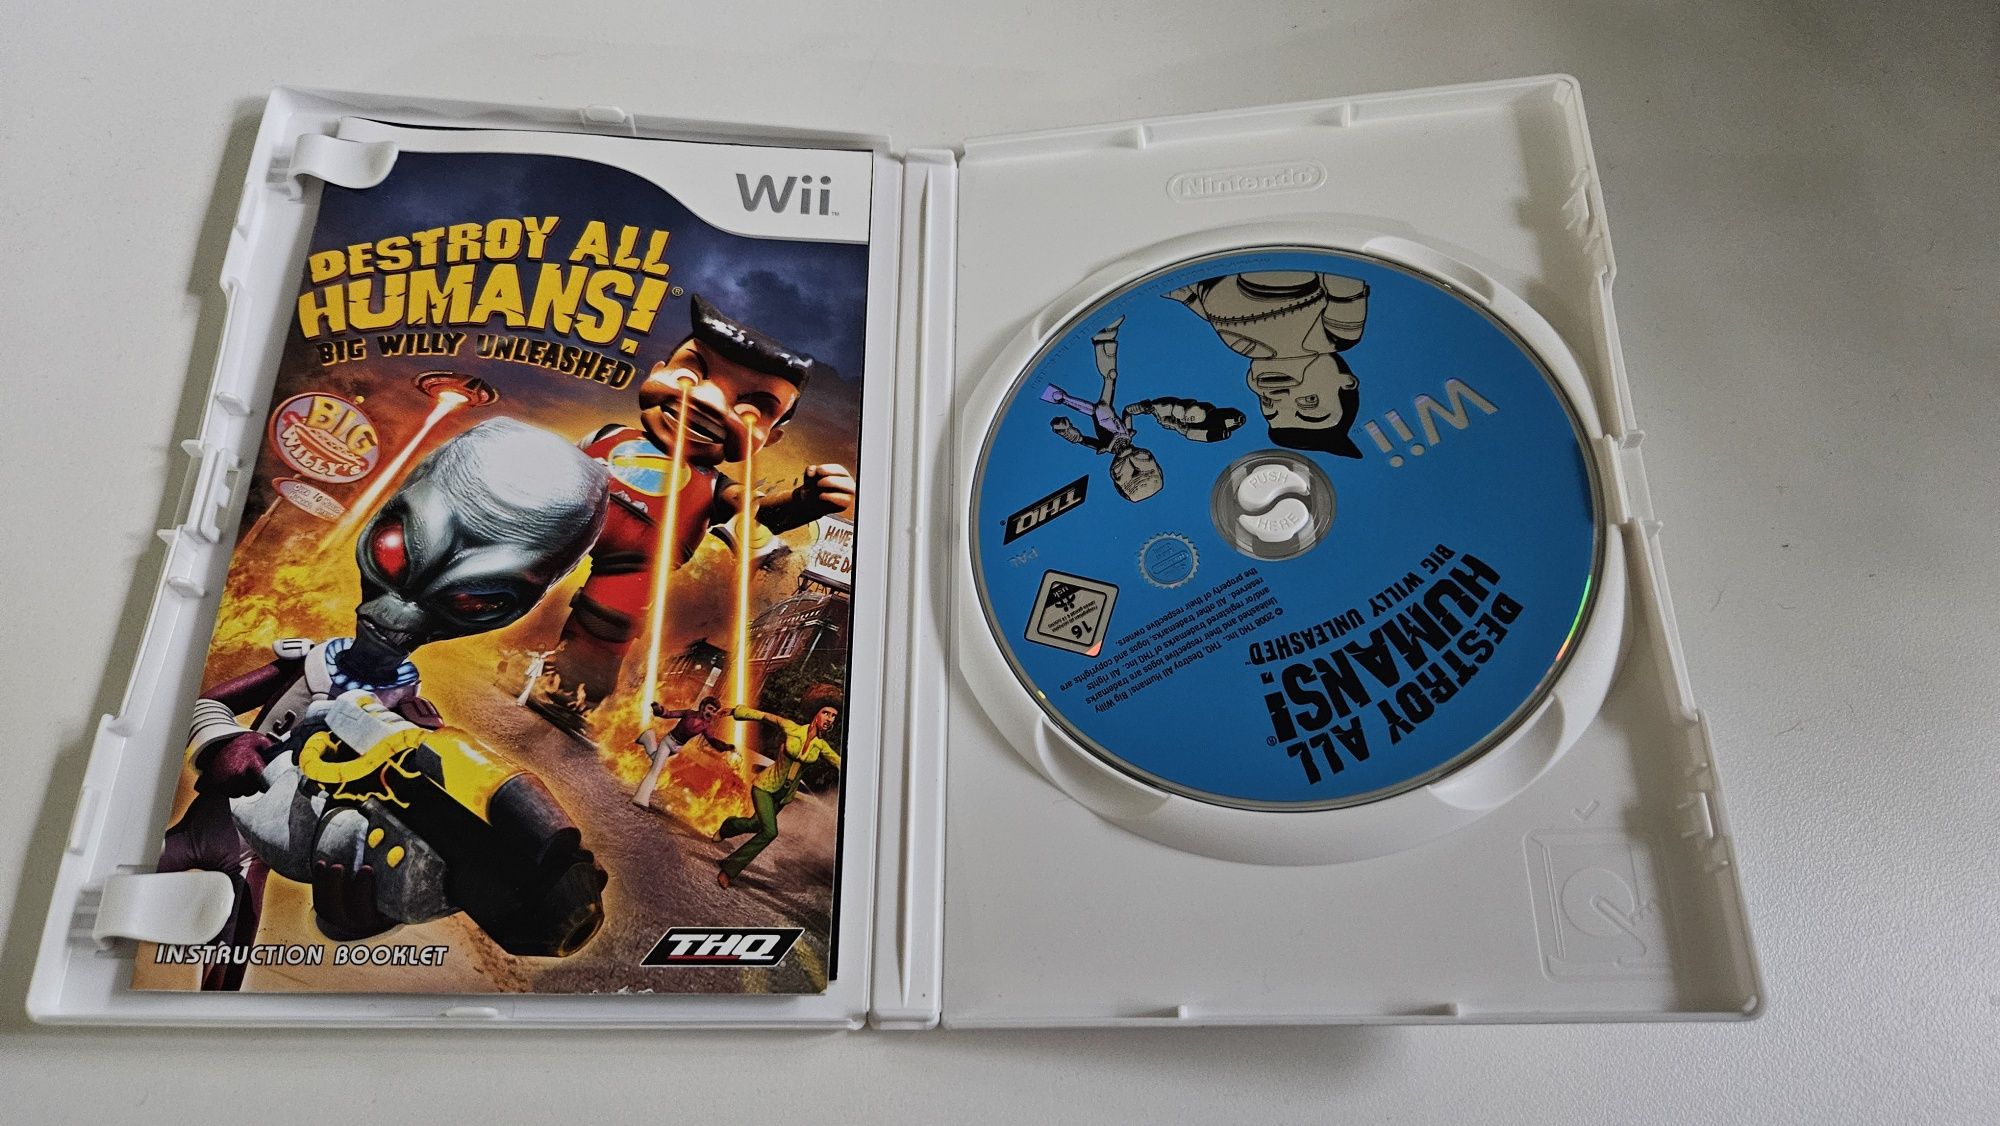 Wii
DESTROY ALL
HUMANS!®
BIG WILLY UNLEASHED
BIG
WILLY'S
HAVE
NICE DA
INSTRUCTION BOOKLET
THQ
Nintendo®
Wii
PUSH
HERE
THQ®
PAL
16
usk
DESTROY
ALL
HUMANS!®
BIG WILLY UNLEASHED™
© 2008 THQ Inc. THQ, Destroy All Humans! Big Willy
Unleashed and their respective logos are trademarks
and/or registered trademarks of THQ Inc. All rights
reserved. All other trademarks, logos and copyrights are
the property of their respective owners.